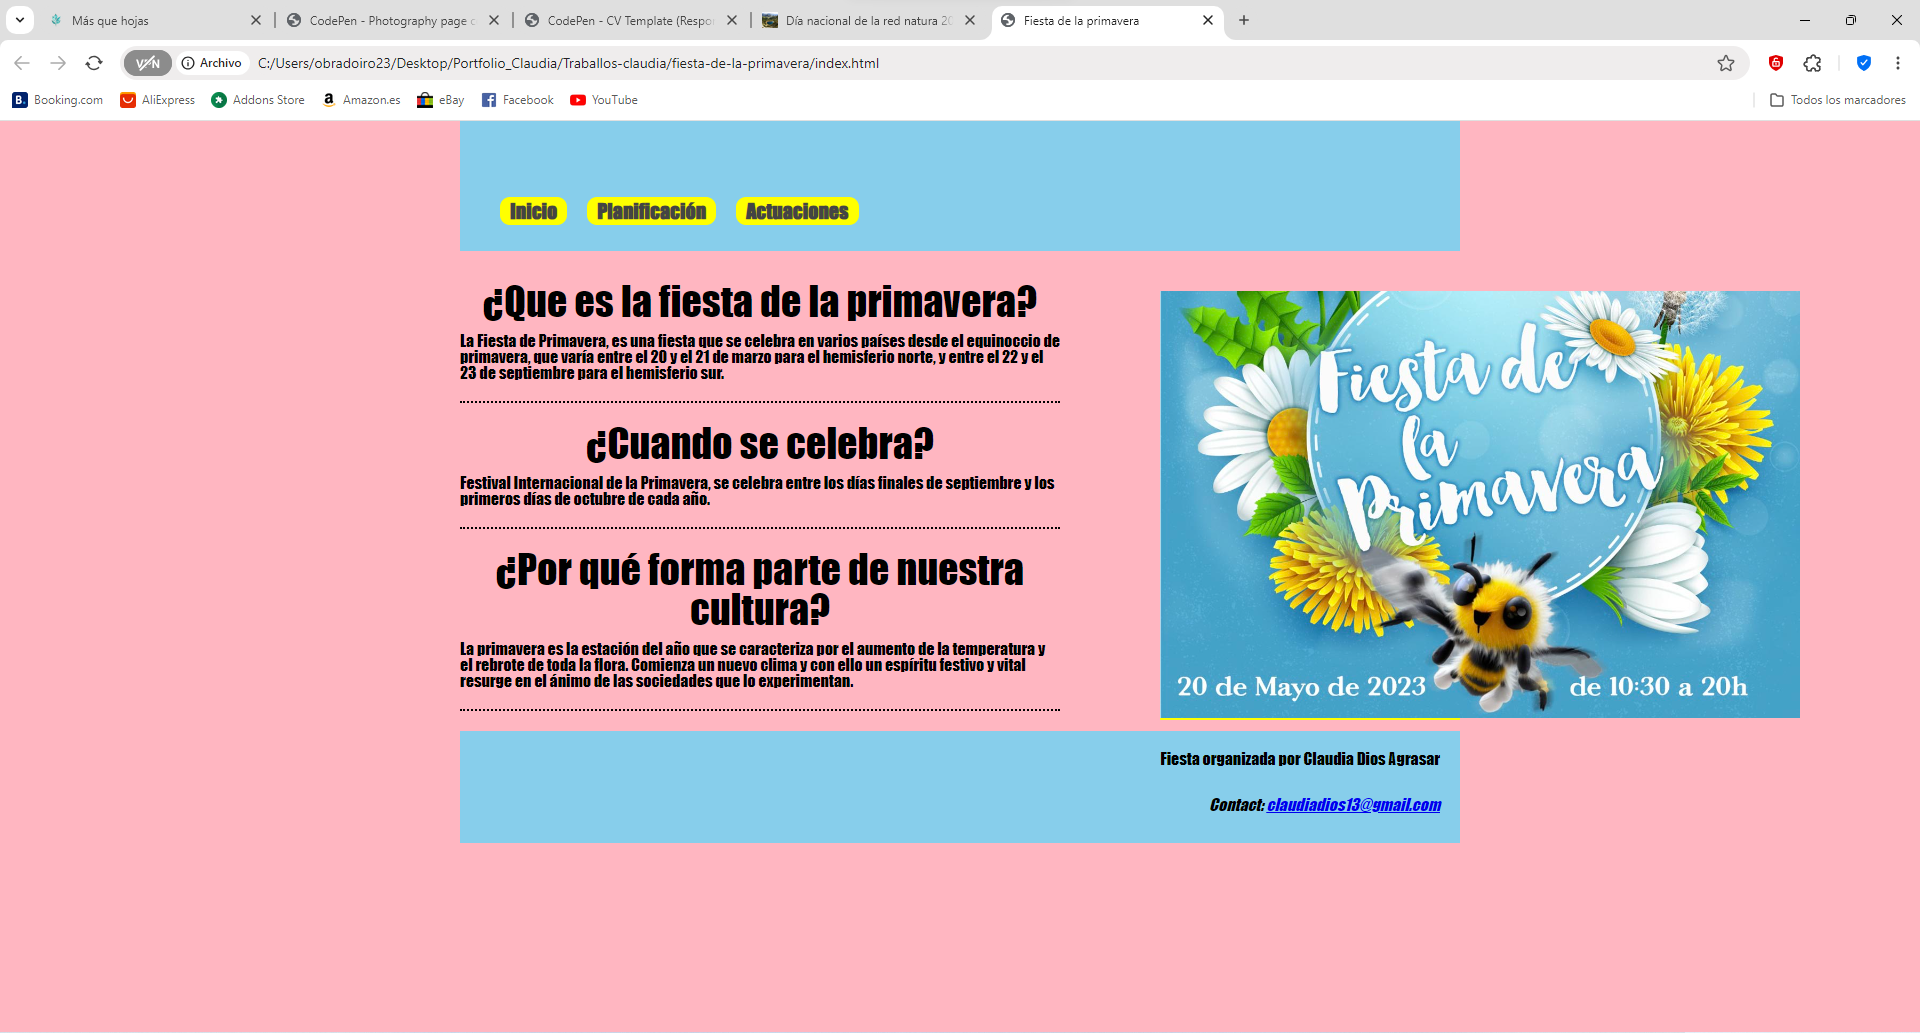 Más que hojas
CodePen - Photography page c
CodePen - CV Template (Respo
Día nacional de la red natura 20
Fiesta de la primavera
VPN
Archivo
C:/Users/obradoiro23/Desktop/Portfolio_Claudia/Traballos-claudia/fiesta-de-la-primavera/index.html
B. Booking.com
AliExpress
Addons Store
a Amazon.es
eBay
Facebook
YouTube
Todos los marcadores
Inicio
Planificación
Actuaciones
¿Que es la fiesta de la primavera?
La Fiesta de Primavera, es una fiesta que se celebra en varios países desde el equinoccio de
primavera, que varía entre el 20 y el 21 de marzo para el hemisferio norte, y entre el 22 y el
23 de septiembre para el hemisferio sur.
¿Cuando se celebra?
Festival Internacional de la Primavera, se celebra entre los días finales de septiembre y los
primeros días de octubre de cada año.
¿Por qué forma parte de nuestra
cultura?
La primavera es la estación del año que se caracteriza por el aumento de la temperatura y
el rebrote de toda la flora. Comienza un nuevo clima y con ello un espíritu festivo y vital
resurge en el ánimo de las sociedades que lo experimentan.
Fiesta de
la
Primavera
20 de Mayo de 2023
de 10:30 a 20h
Fiesta organizada por Claudia Dios Agrasar
Contact: claudiadios13@gmail.com